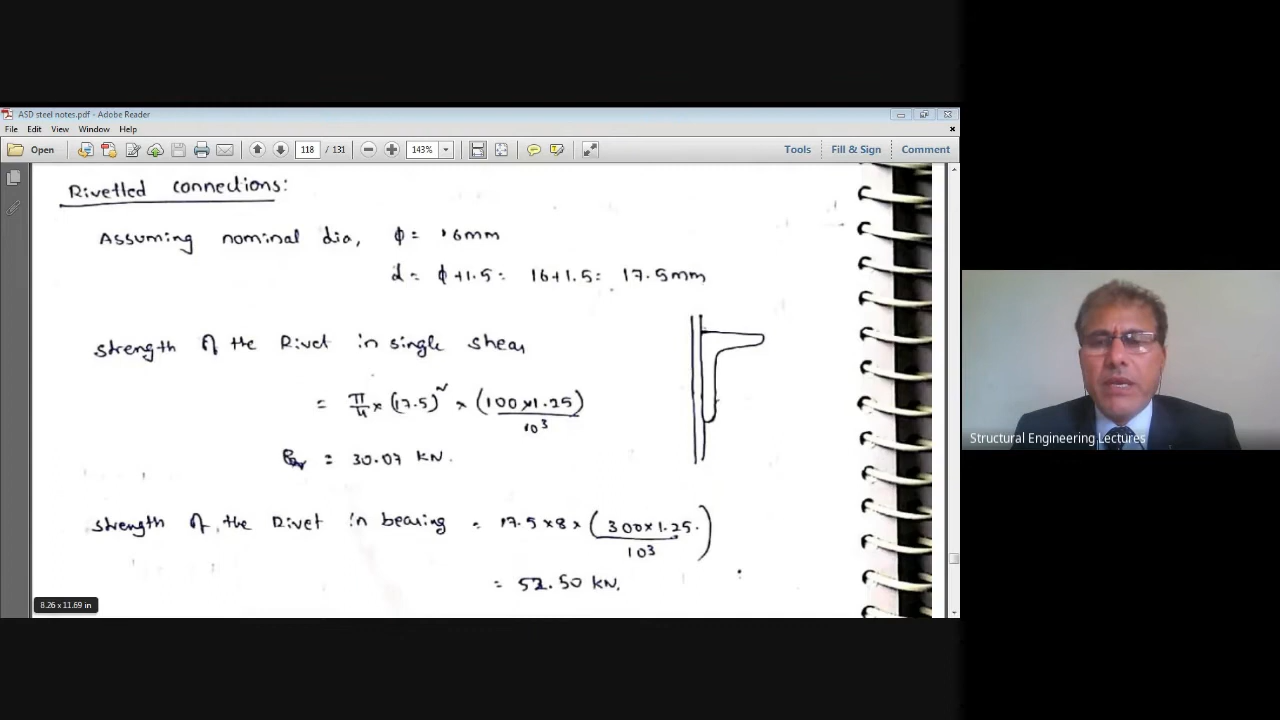 ASD steel notes.pdf - Adobe Reader
File Edit View Window Help
Open 118 / 131 143% Tools Fill & Sign Comment
Rivetted connections:
Assuming nominal dia, ϕ = 16mm
d = ϕ+1.5 = 16+1.5 = 17.5mm
strength of the Rivet in single shear
= π/4 × (17.5)² × (100×1.25)/10³
= 30.07 KN.
strength of the Rivet in bearing = 17.5×8× (300×1.25/10³)
= 52.50 KN.
8.26 x 11.69 in
Structural Engineering Lectures